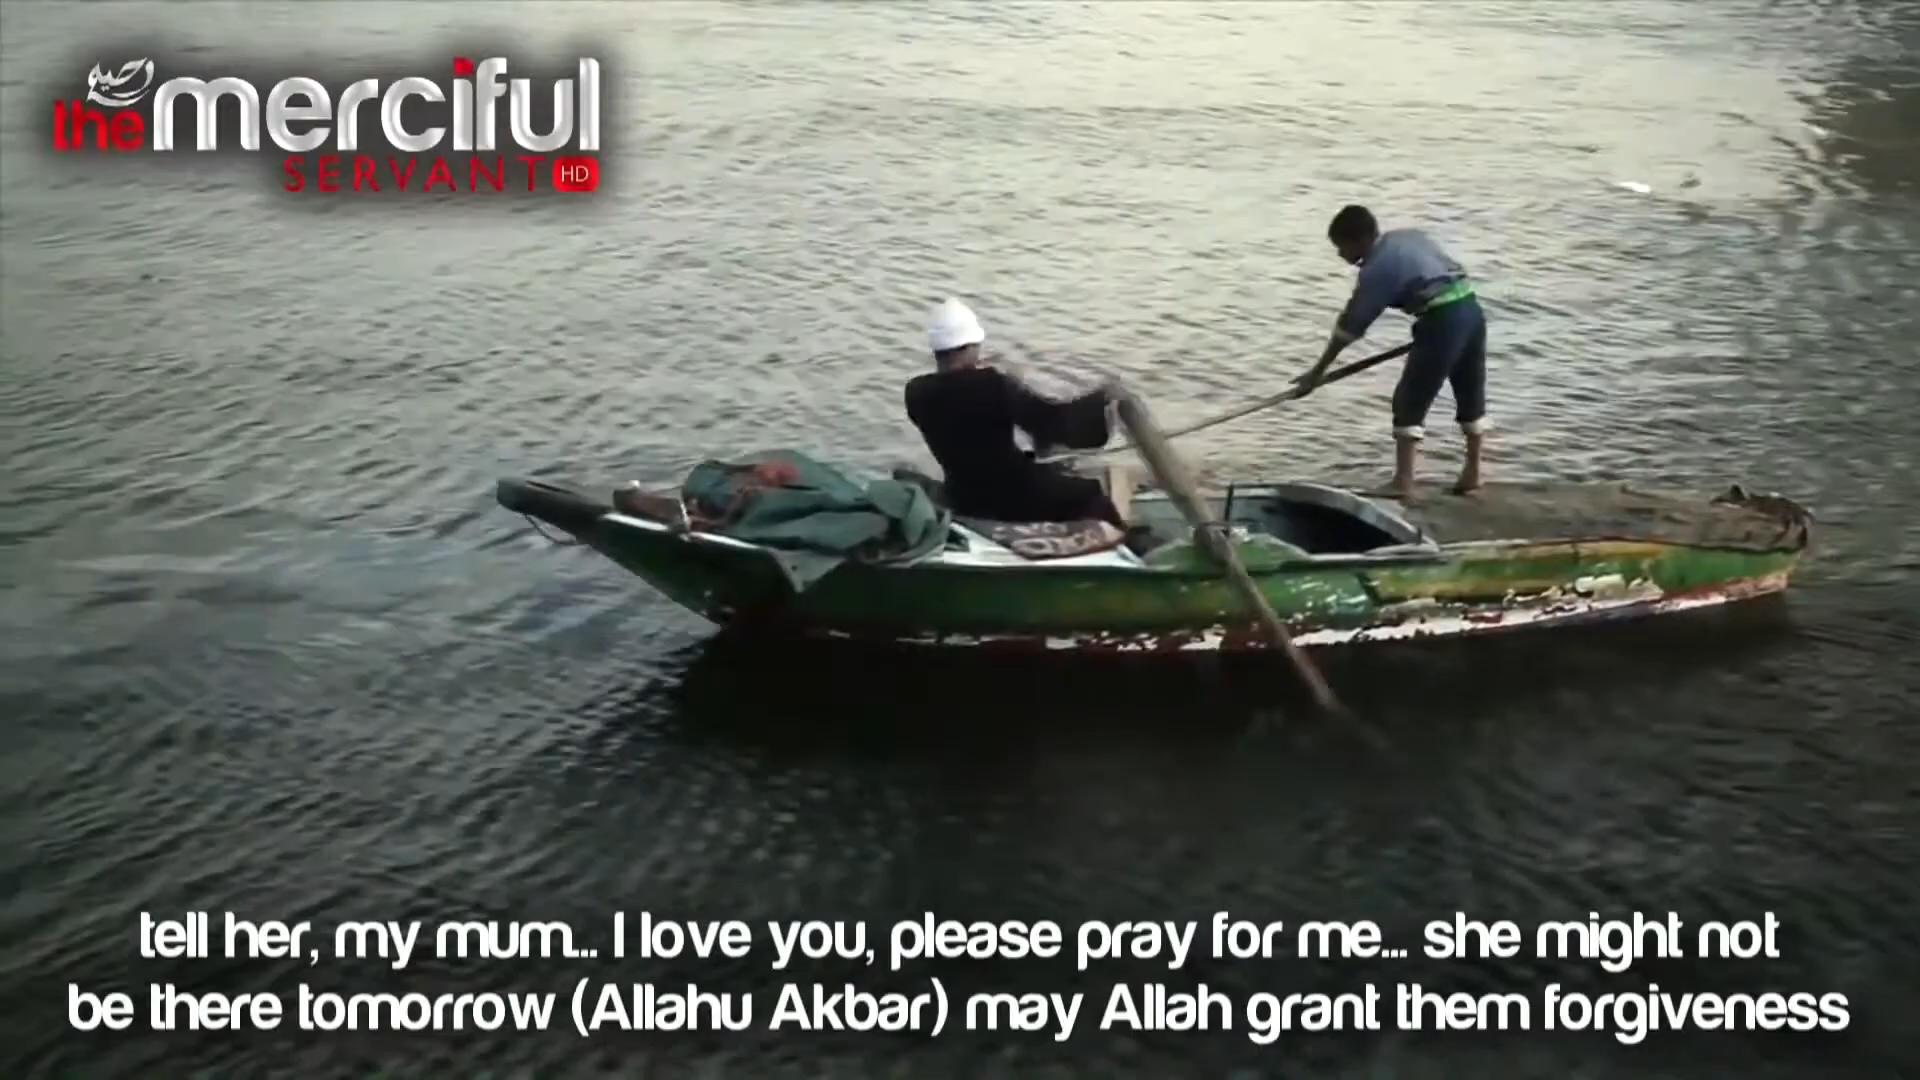 the merciful
SERVANT HD
tell her, my mum... I love you, please pray for me... she might not
be there tomorrow (Allahu Akbar) may Allah grant them forgiveness